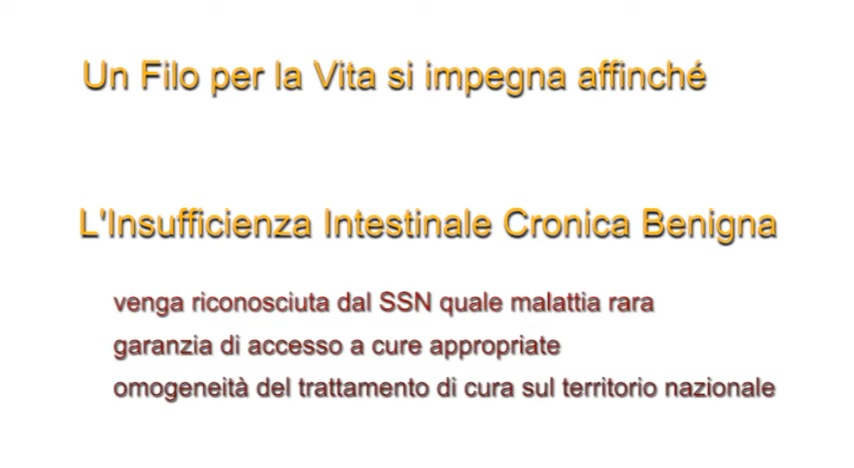 Un Filo per la Vita si impegna affinché
L'Insufficienza Intestinale Cronica Benigna
venga riconosciuta dal SSN quale malattia rara
garanzia di accesso a cure appropriate
omogeneità del trattamento di cura sul territorio nazionale